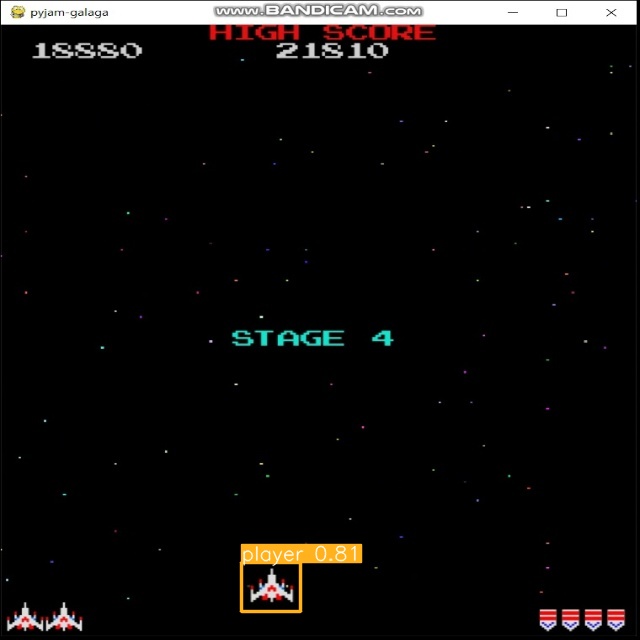 pyjam-galaga
www.BANDICAM.com
HIGH SCORE
18880
21810
STAGE 4
player 0.81